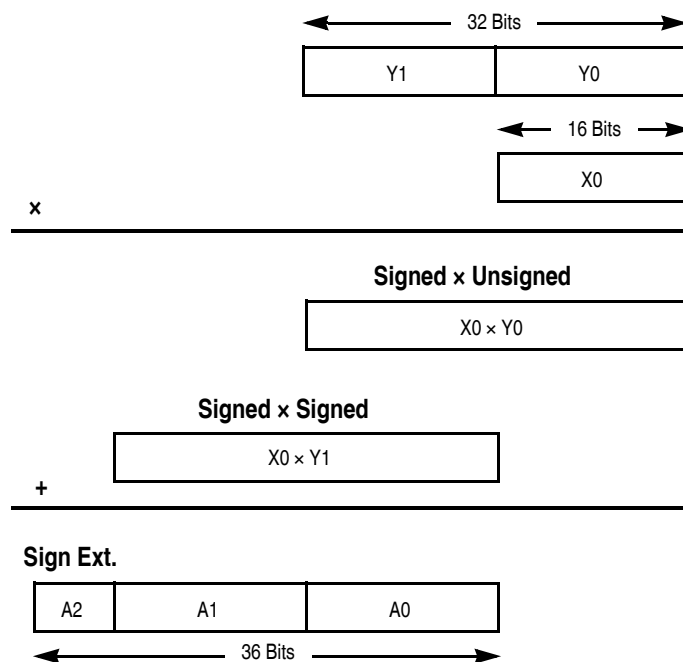 32 Bits
Y1 Y0
16 Bits
X0
×
Signed × Unsigned
X0 × Y0
Signed × Signed
X0 × Y1
+
Sign Ext.
A2 A1 A0
36 Bits